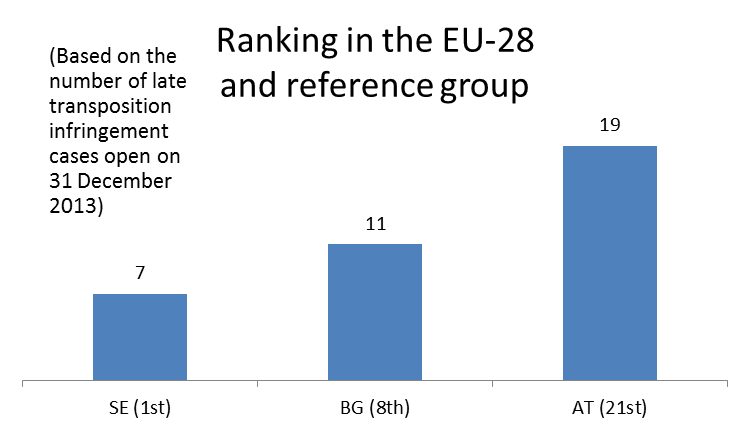 Ranking in the EU-28
and reference group
(Based on the
number of late
transposition
infringement
cases open on
31 December
2013)
7
11
19
SE (1st)
BG (8th)
AT (21st)